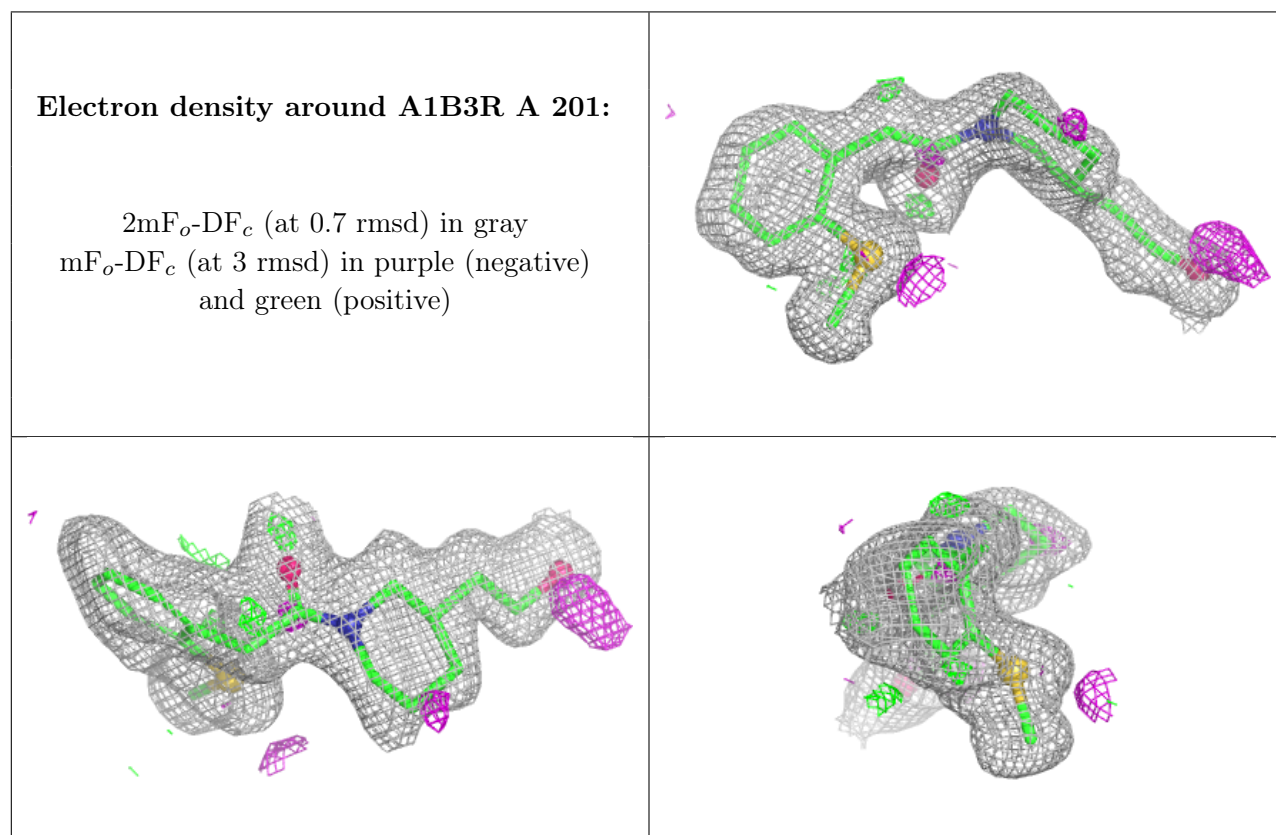 Electron density around A1B3R A 201:
2mFₒ-DF𝒸 (at 0.7 rmsd) in gray
mFₒ-DF𝒸 (at 3 rmsd) in purple (negative)
and green (positive)